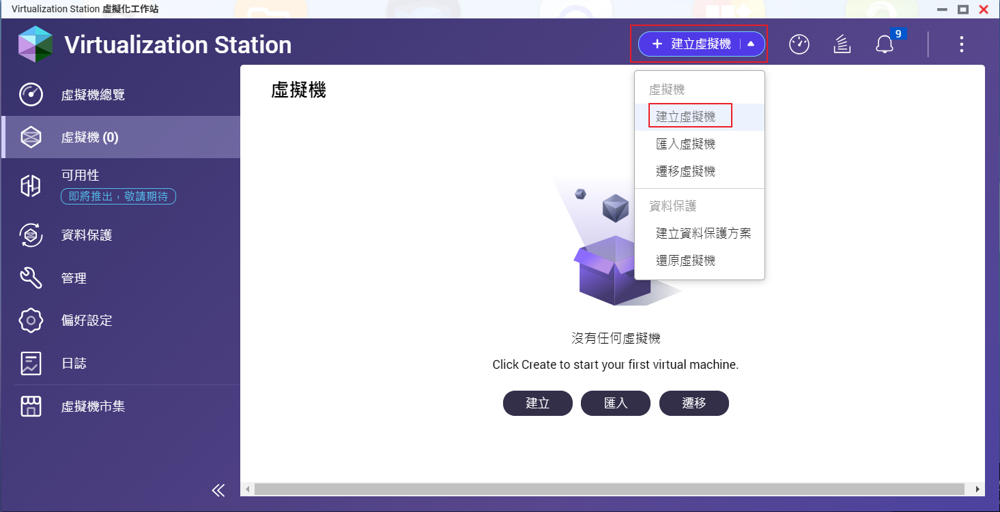 Virtualization Station 虛擬化工作站
Virtualization Station
建立虛擬機
9
虛擬機總覽
虛擬機 (0)
可用性
即將推出，敬請期待
資料保護
管理
偏好設定
日誌
虛擬機市集
虛擬機
虛擬機
建立虛擬機
匯入虛擬機
遷移虛擬機
資料保護
建立資料保護方案
還原虛擬機
沒有任何虛擬機
Click Create to start your first virtual machine.
建立
匯入
遷移